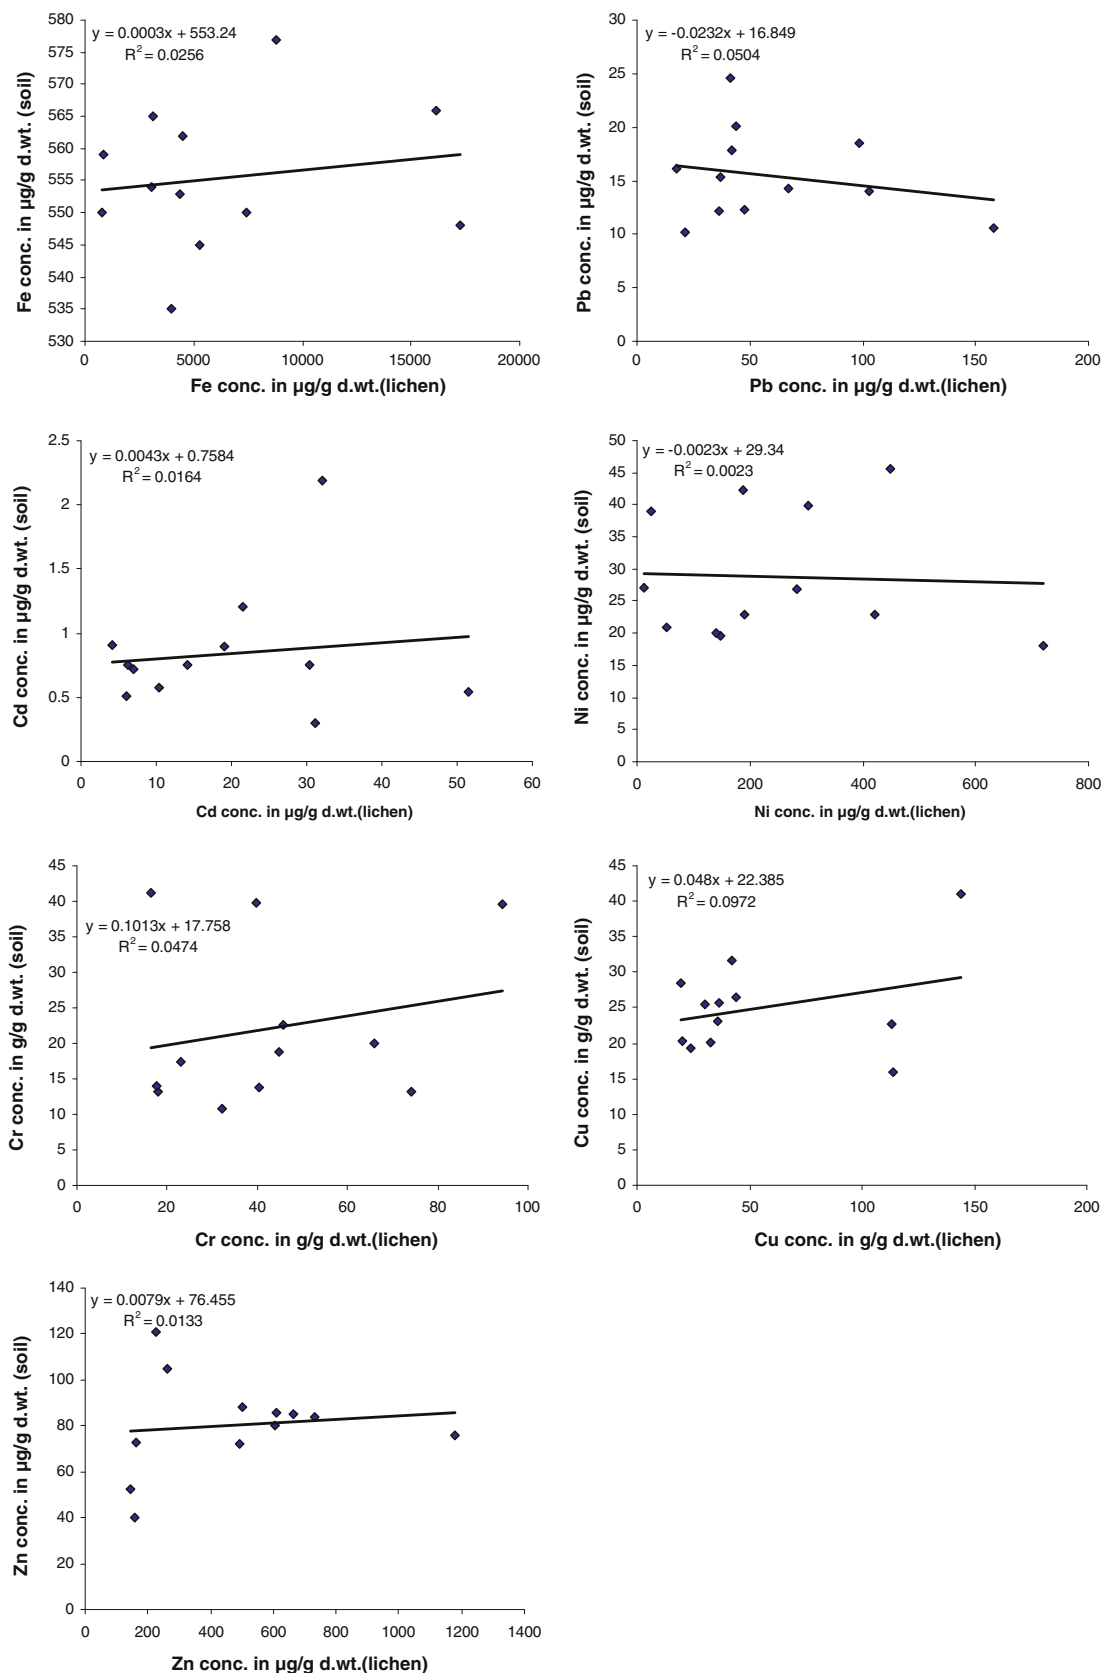 y = 0.0003x + 553.24
R² = 0.0256
580
575
570
565
560
555
550
545
540
535
530
Fe conc. in µg/g d.wt. (soil)
0 5000 10000 15000 20000
Fe conc. in µg/g d.wt.(lichen)
y = -0.0232x + 16.849
R² = 0.0504
30
25
20
15
10
5
0
Pb conc. in µg/g d.wt. (soil)
0 50 100 150 200
Pb conc. in µg/g d.wt.(lichen)
y = 0.0043x + 0.7584
R² = 0.0164
2.5
2
1.5
1
0.5
0
Cd conc. in µg/g d.wt. (soil)
0 10 20 30 40 50 60
Cd conc. in µg/g d.wt.(lichen)
y = -0.0023x + 29.34
R² = 0.0023
50
45
40
35
30
25
20
15
10
5
0
Ni conc. in µg/g d.wt. (soil)
0 200 400 600 800
Ni conc. in µg/g d.wt.(lichen)
45
40
35
30
25
20
15
10
5
0
y = 0.1013x + 17.758
R² = 0.0474
Cr conc. in g/g d.wt. (soil)
0 20 40 60 80 100
Cr conc. in g/g d.wt.(lichen)
y = 0.048x + 22.385
R² = 0.0972
45
40
35
30
25
20
15
10
5
0
Cu conc. in g/g d.wt. (soil)
0 50 100 150 200
Cu conc. in g/g d.wt.(lichen)
y = 0.0079x + 76.455
R² = 0.0133
140
120
100
80
60
40
20
0
Zn conc. in µg/g d.wt. (soil)
0 200 400 600 800 1000 1200 1400
Zn conc. in µg/g d.wt.(lichen)